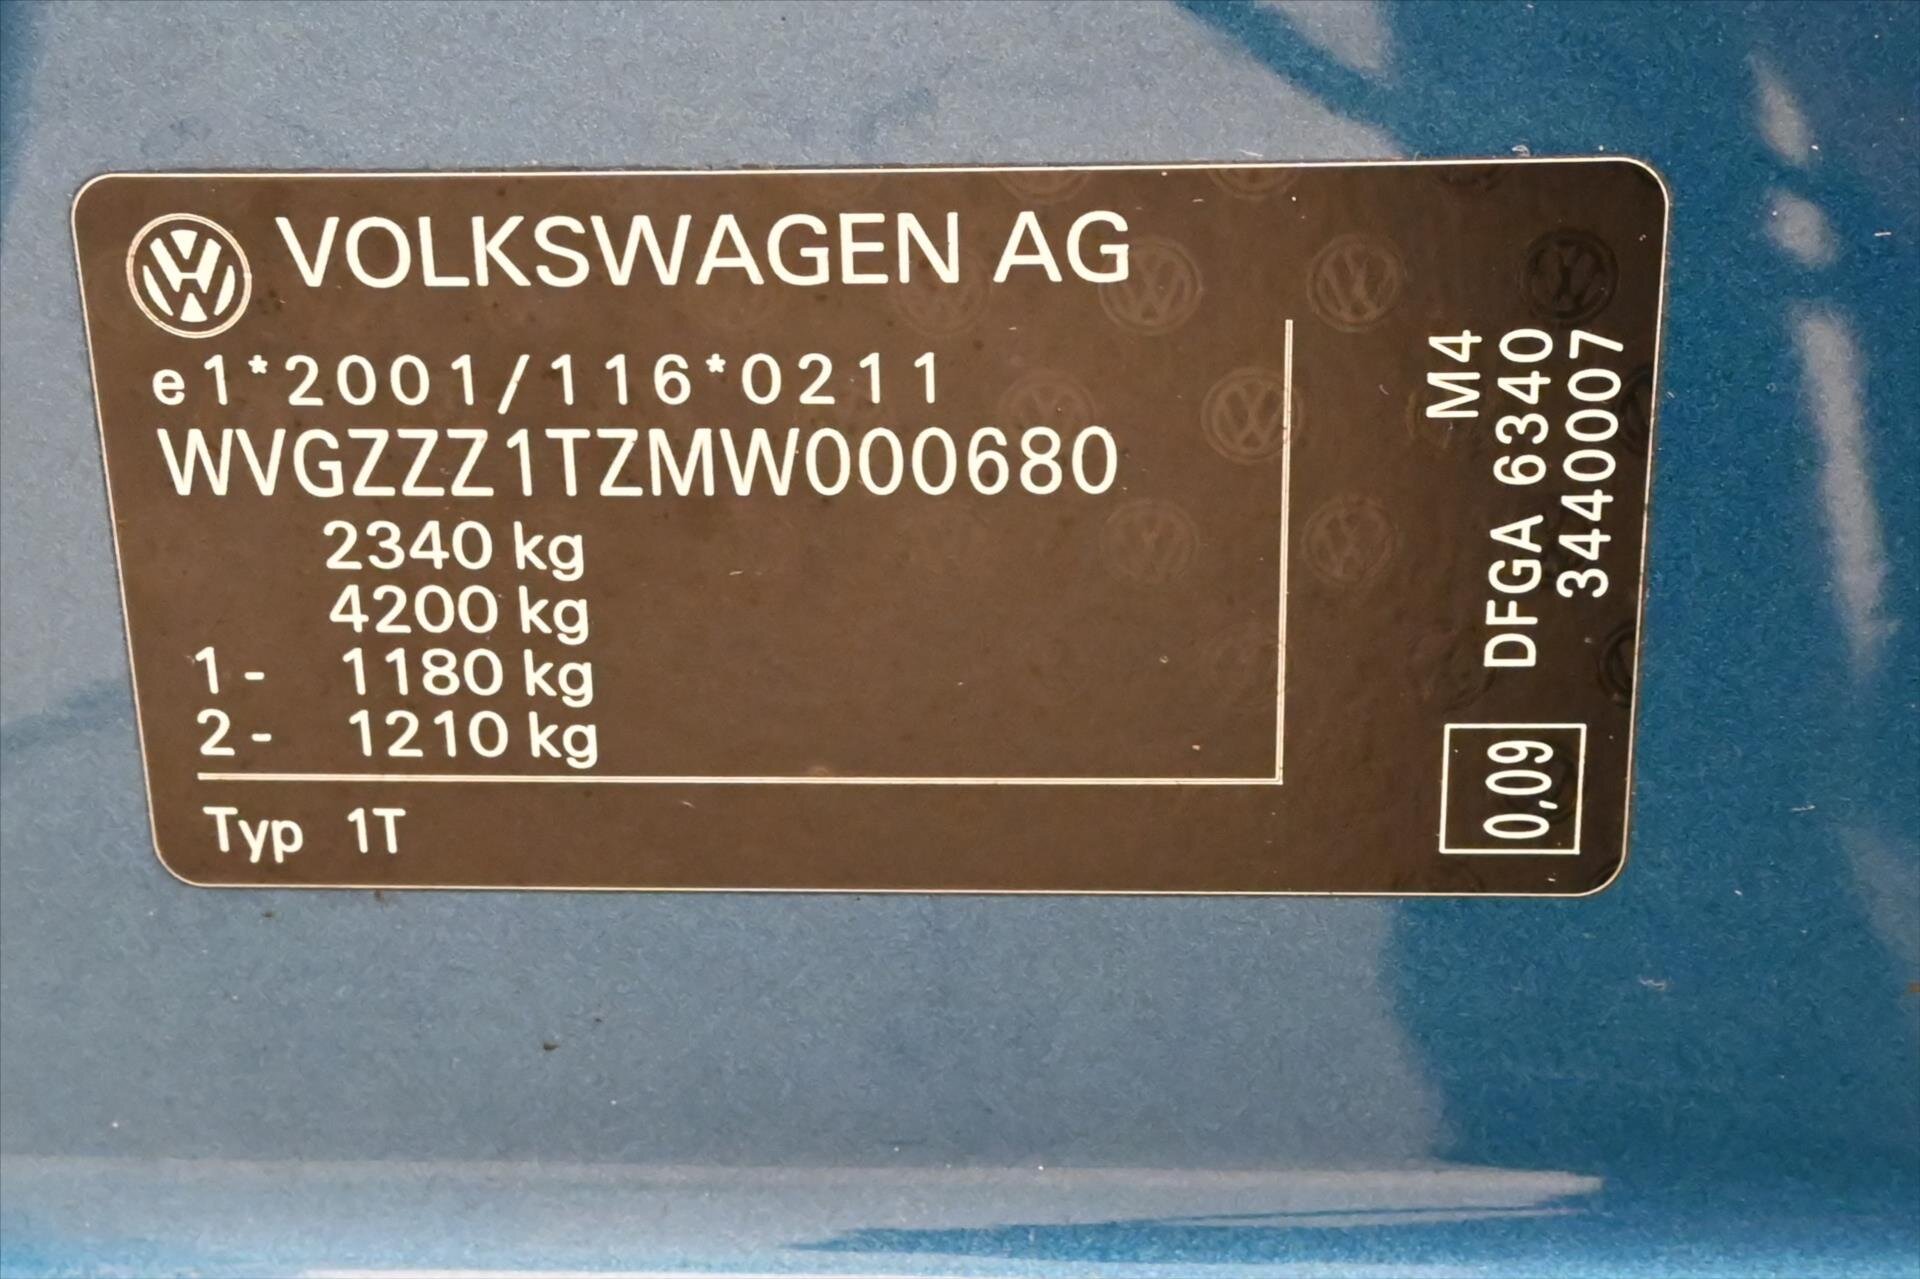 VOLKSWAGEN AG
e1*2001/116*0211
WVGZZZ1TZMW000680
2340 kg
4200 kg
1- 1180 kg
2- 1210 kg
Typ 1T
M4
DFGA 6340
3440007
0,09